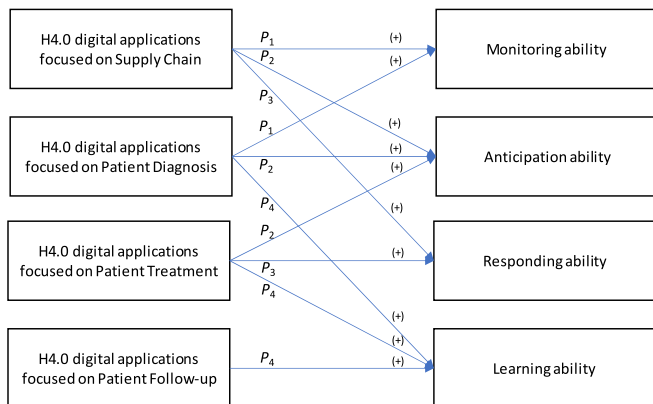 H4.0 digital applications
focused on Supply Chain
P1
(+)
Monitoring ability
P2
(+)
P3
P1
(+)
H4.0 digital applications
focused on Patient Diagnosis
(+)
Anticipation ability
P2
(+)
P4
(+)
P2
H4.0 digital applications
focused on Patient Treatment
(+)
Responding ability
P3
P4
(+)
(+)
H4.0 digital applications
focused on Patient Follow-up
P4
(+)
Learning ability